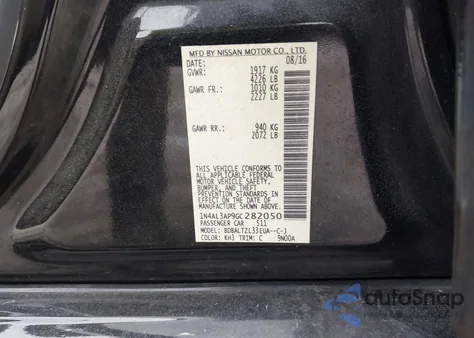 MFD BY NISSAN MOTOR CO., LTD.
DATE: 08/16
GVWR: 1917 KG
4226 LB
GAWR FR.: 1010 KG
2227 LB
GAWR RR.: 940 KG
2072 LB
THIS VEHICLE CONFORMS TO
ALL APPLICABLE FEDERAL
MOTOR VEHICLE SAFETY,
BUMPER, AND THEFT
PREVENTION STANDARDS IN
EFFECT ON THE DATE OF
MANUFACTURE SHOWN ABOVE.
1N4AL3AP9GC282050
PASSENGER CAR 511
MODEL: BDBALTZL33EUA--C-J
COLOR: KH3 TRIM: C 9N00A
autoSnap